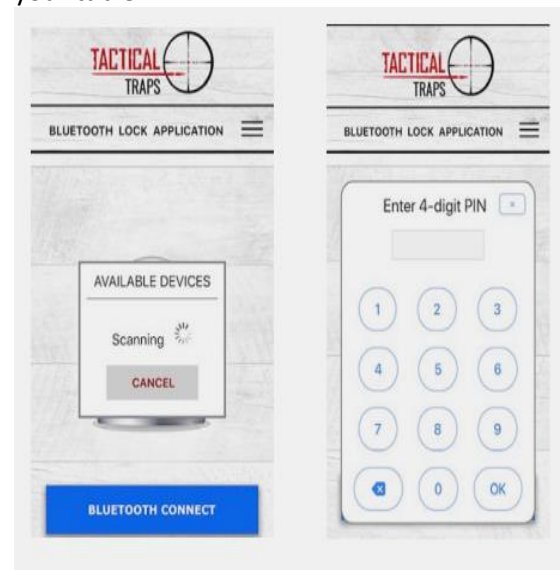 TACTICAL
TRAPS
BLUETOOTH LOCK APPLICATION
AVAILABLE DEVICES
Scanning
CANCEL
BLUETOOTH CONNECT
TACTICAL
TRAPS
BLUETOOTH LOCK APPLICATION
Enter 4-digit PIN
1 2 3
4 5 6
7 8 9
0 OK